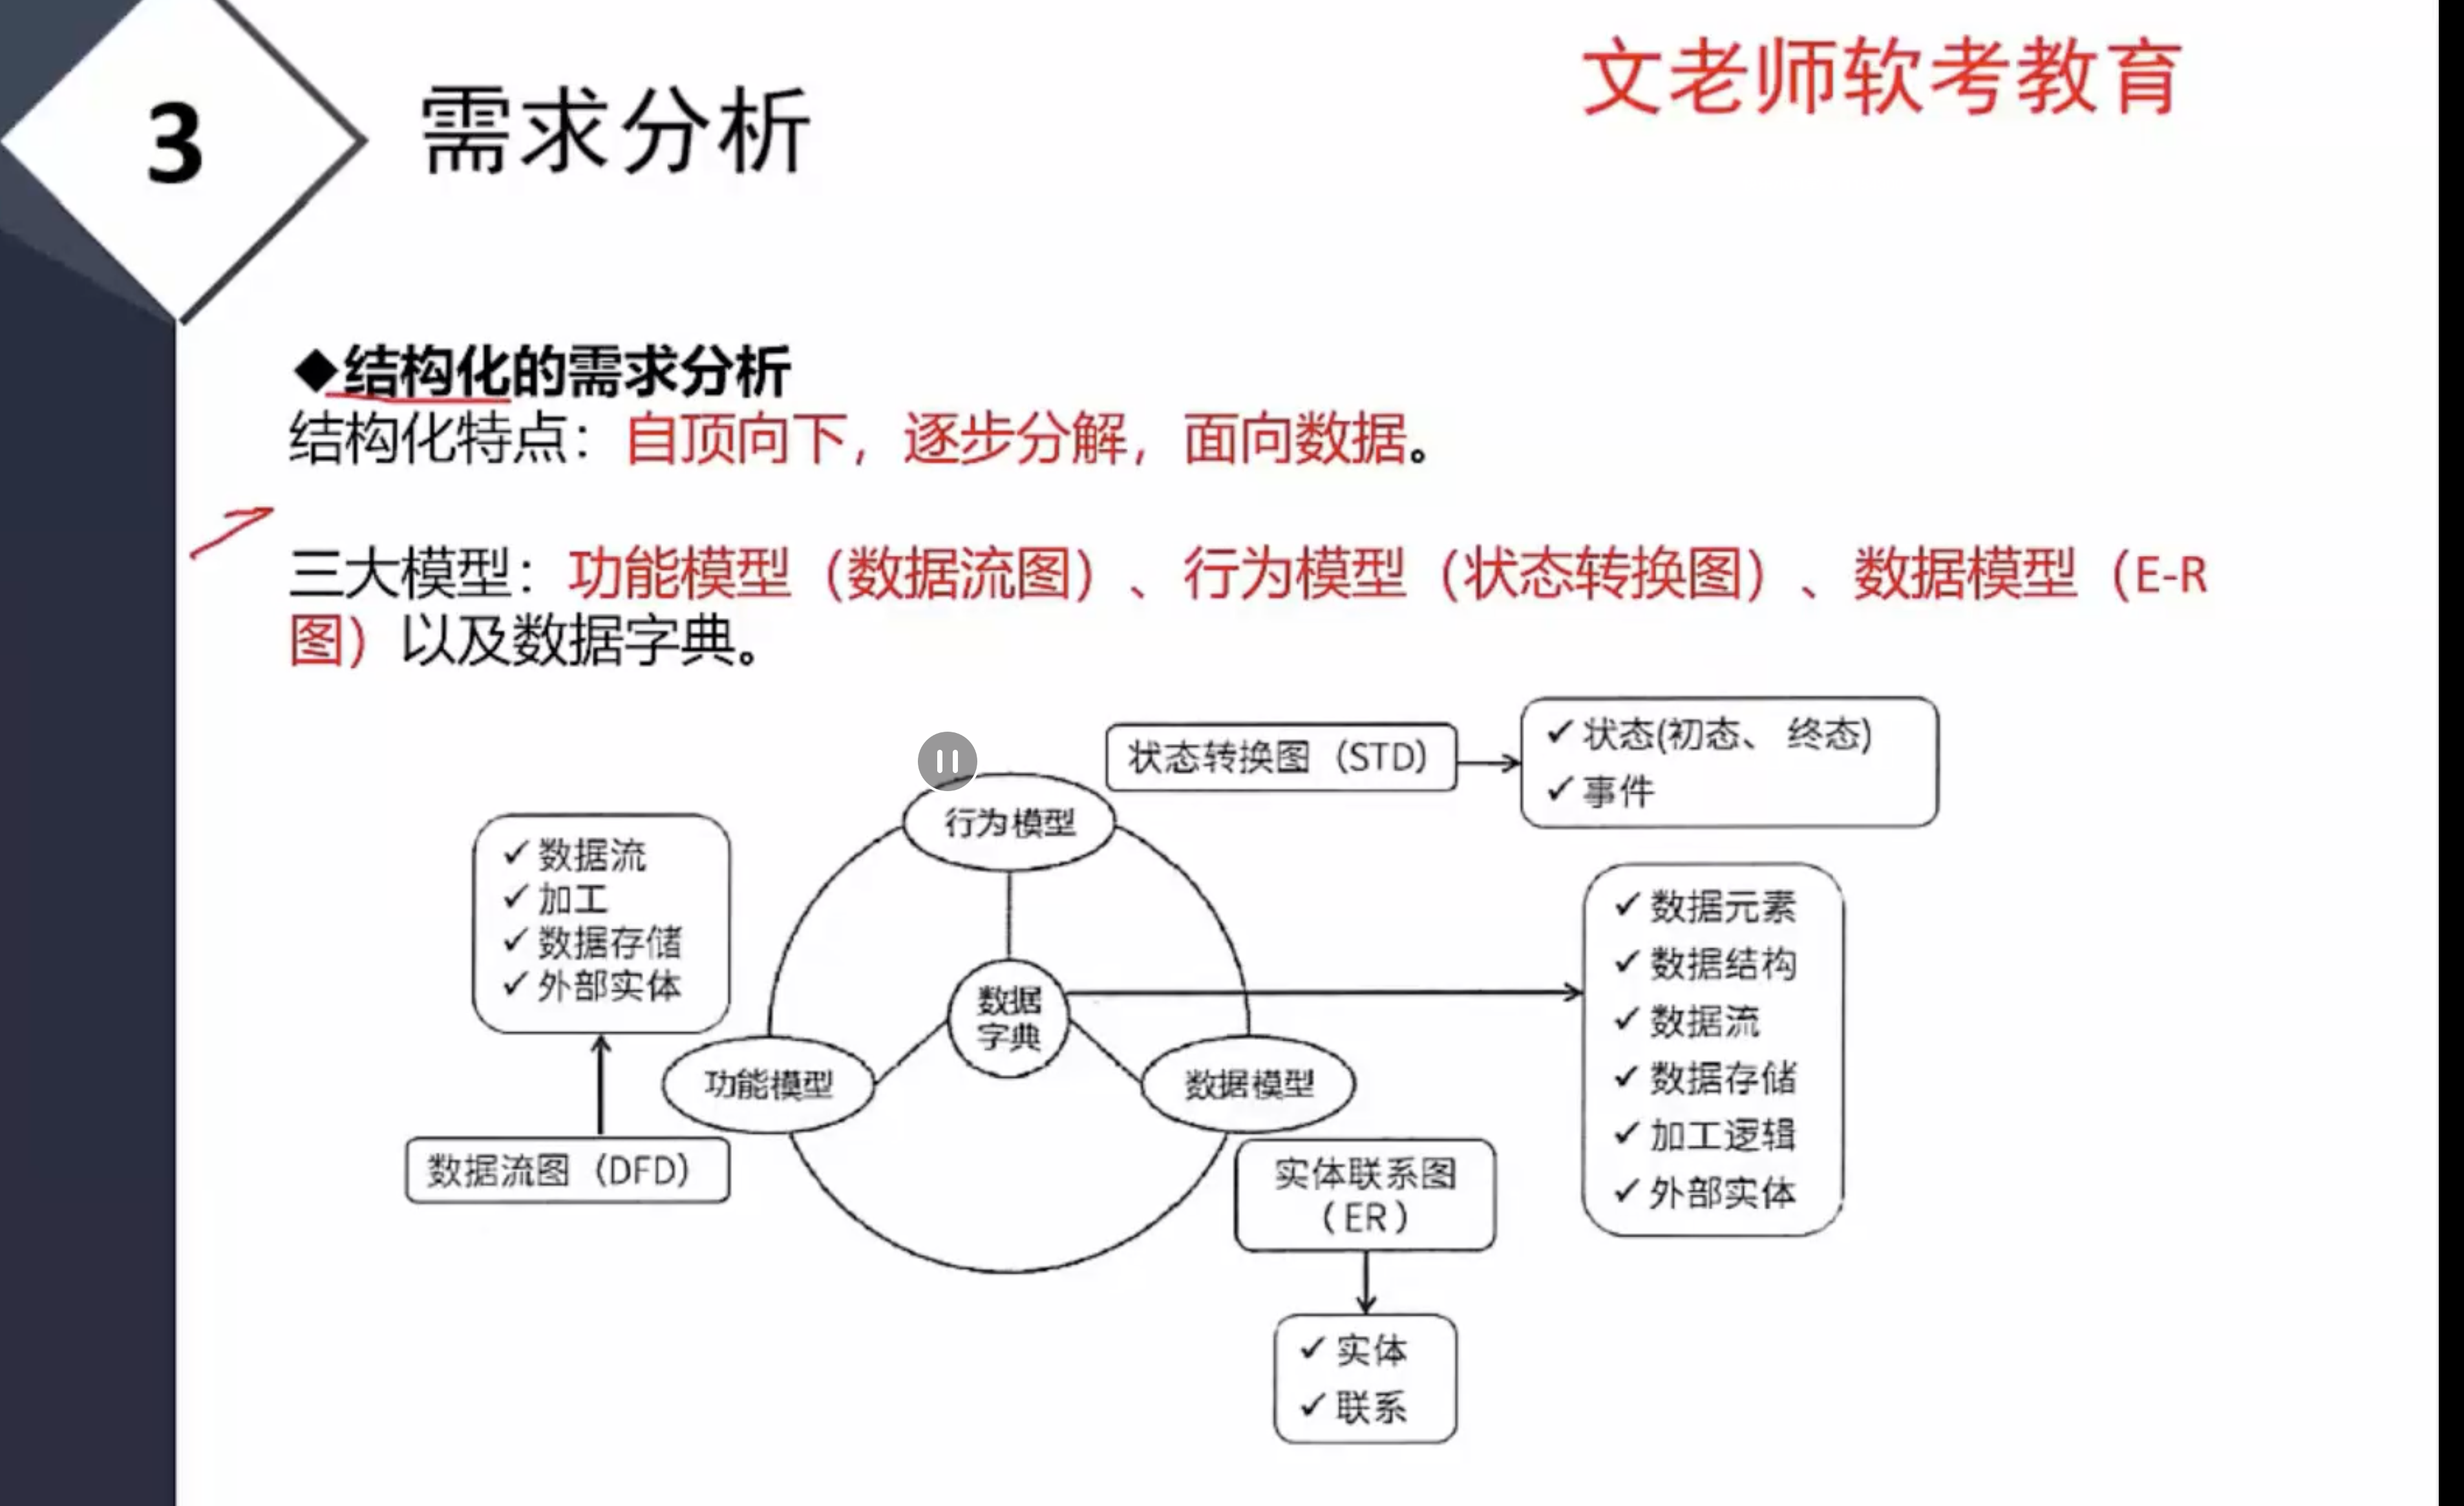 3
需求分析
文老师软考教育
◆结构化的需求分析
结构化特点：自顶向下，逐步分解，面向数据。
三大模型：功能模型（数据流图）、行为模型（状态转换图）、数据模型（E-R
图）以及数据字典。
状态转换图（STD）
✓ 状态(初态、 终态)
✓ 事件
行为模型
✓ 数据流
✓ 加工
✓ 数据存储
✓ 外部实体
数据
字典
✓ 数据元素
✓ 数据结构
✓ 数据流
✓ 数据存储
✓ 加工逻辑
✓ 外部实体
功能模型
数据模型
数据流图（DFD）
实体联系图
（ER）
✓ 实体
✓ 联系